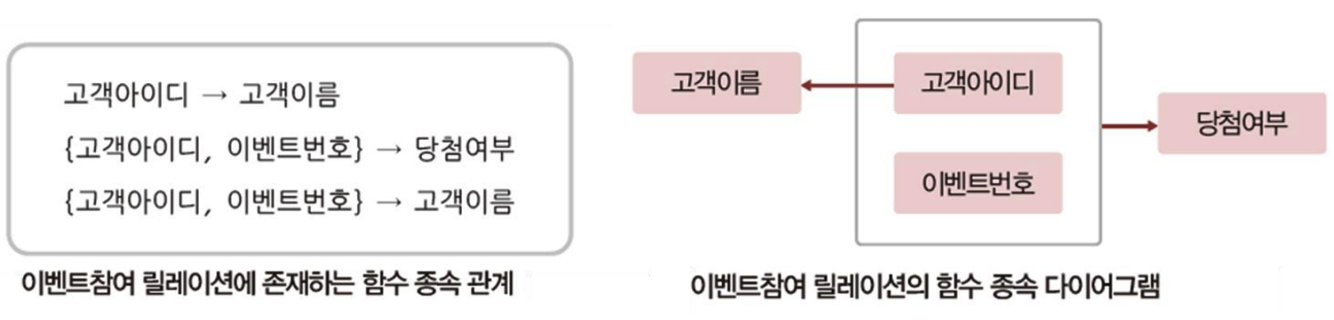 고객아이디 → 고객이름
{고객아이디, 이벤트번호} → 당첨여부
{고객아이디, 이벤트번호} → 고객이름
이벤트참여 릴레이션에 존재하는 함수 종속 관계
고객이름
고객아이디
이벤트번호
당첨여부
이벤트참여 릴레이션의 함수 종속 다이어그램